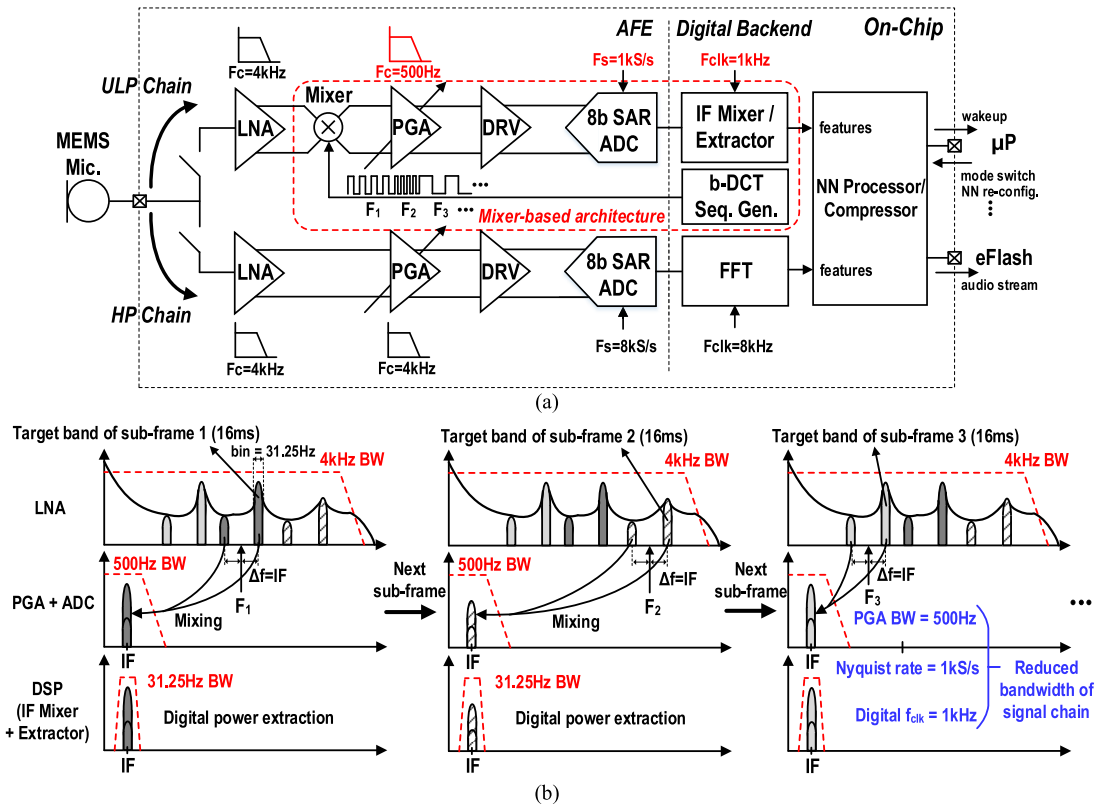 AFE
Digital Backend
On-Chip
Fc=4kHz
Fc=500Hz
Fs=1kS/s
Fclk=1kHz
ULP Chain
Mixer
LNA
PGA
DRV
8b SAR
ADC
IF Mixer /
Extractor
features
wakeup
µP
MEMS
Mic.
mode switch
NN re-config.
NN Processor/
Compressor
b-DCT
Seq. Gen.
F1 F2 F3 •••
Mixer-based architecture
LNA
PGA
DRV
8b SAR
ADC
FFT
features
eFlash
audio stream
HP Chain
Fc=4kHz
Fc=4kHz
Fs=8kS/s
Fclk=8kHz
(a)
Target band of sub-frame 1 (16ms)
bin = 31.25Hz
4kHz BW
Target band of sub-frame 2 (16ms)
4kHz BW
Target band of sub-frame 3 (16ms)
4kHz BW
LNA
Δf=IF
F1
Δf=IF
F2
Δf=IF
F3
PGA + ADC
500Hz BW
Mixing
IF
Next
sub-frame
500Hz BW
Mixing
IF
Next
sub-frame
IF
PGA BW = 500Hz
Nyquist rate = 1kS/s
Digital fclk = 1kHz
Reduced
bandwidth of
signal chain
•••
DSP
(IF Mixer
+ Extractor)
31.25Hz BW
Digital power extraction
IF
31.25Hz BW
Digital power extraction
IF
IF
(b)